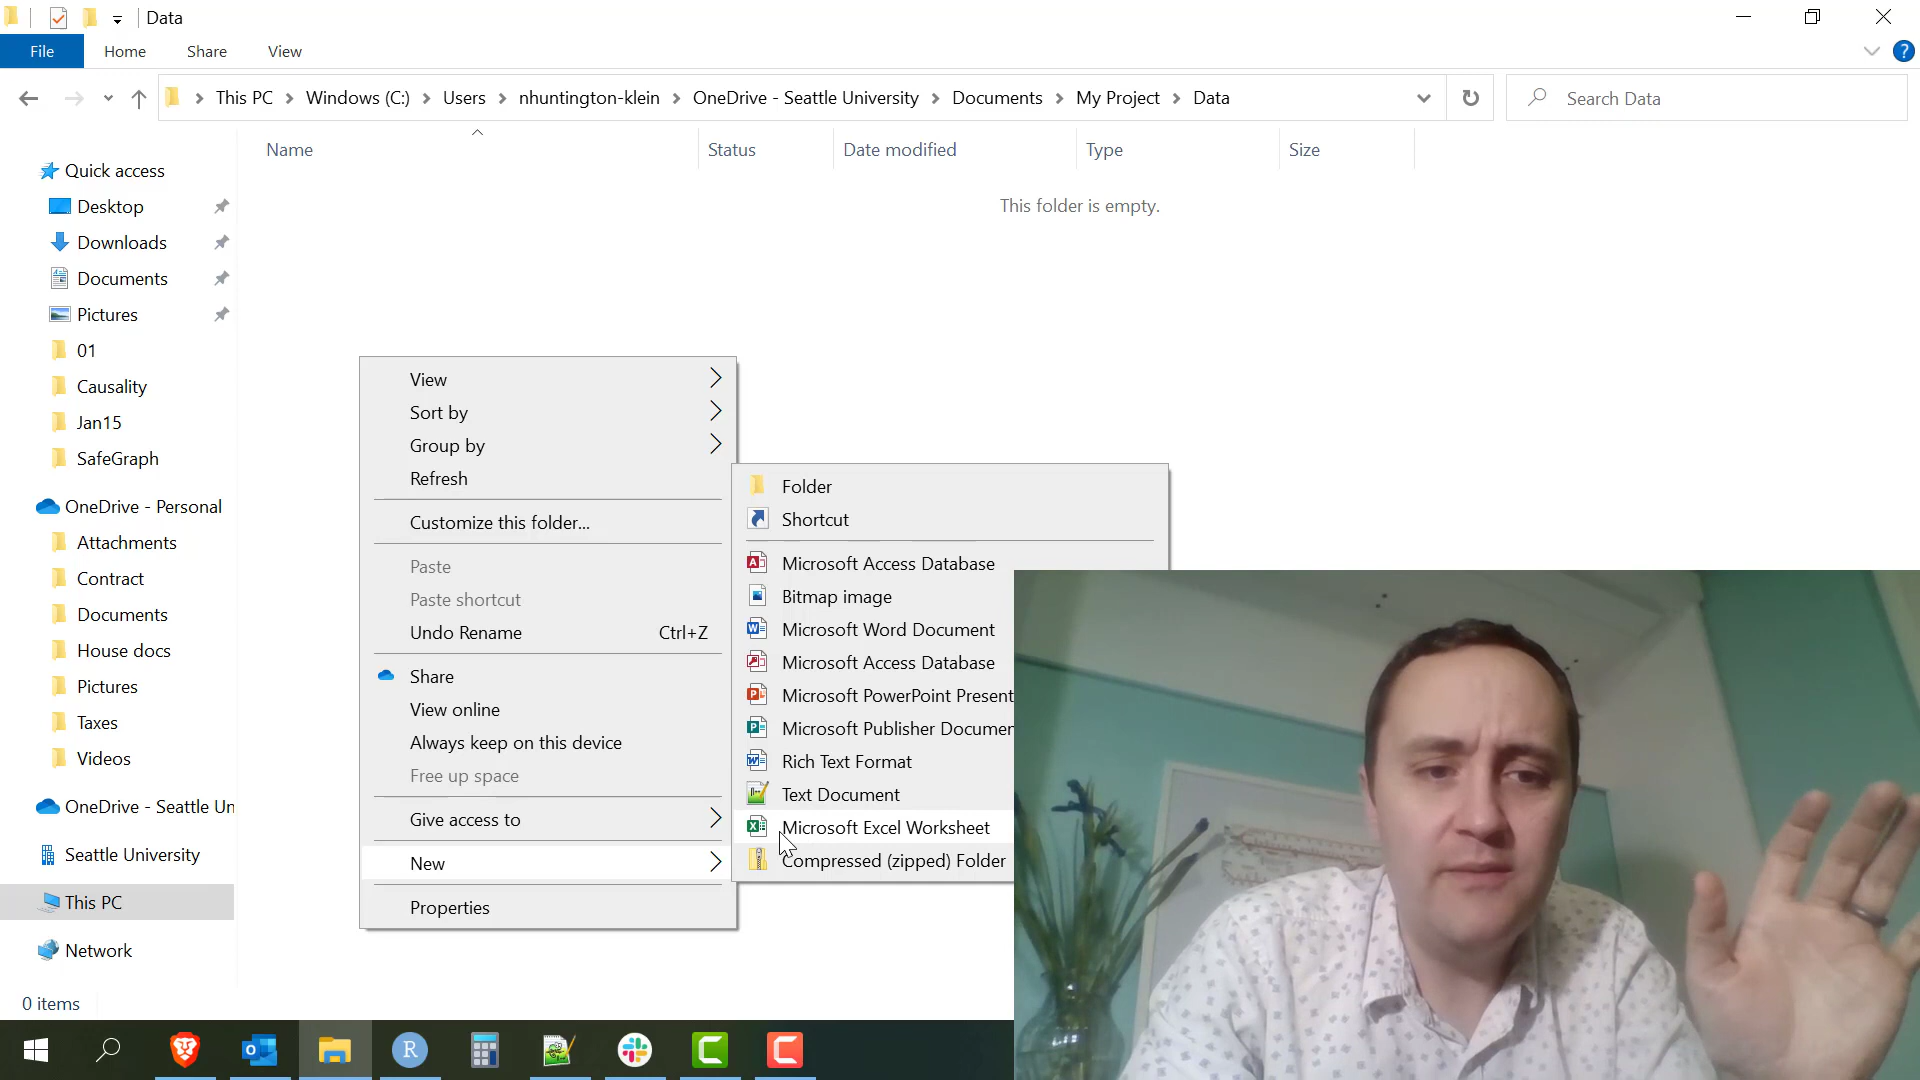 Data
File Home Share View
This PC Windows (C:) Users nhuntington-klein OneDrive - Seattle University Documents My Project Data
Search Data
Name Status Date modified Type Size
This folder is empty.
Quick access
Desktop
Downloads
Documents
Pictures
01
Causality
Jan15
SafeGraph
OneDrive - Personal
Attachments
Contract
Documents
House docs
Pictures
Taxes
Videos
OneDrive - Seattle Un
Seattle University
This PC
Network
0 items
View
Sort by
Group by
Refresh
Customize this folder...
Paste
Paste shortcut
Undo Rename Ctrl+Z
Share
View online
Always keep on this device
Free up space
Give access to
New
Properties
Folder
Shortcut
Microsoft Access Database
Bitmap image
Microsoft Word Document
Microsoft Access Database
Microsoft PowerPoint Present
Microsoft Publisher Documen
Rich Text Format
Text Document
Microsoft Excel Worksheet
Compressed (zipped) Folder